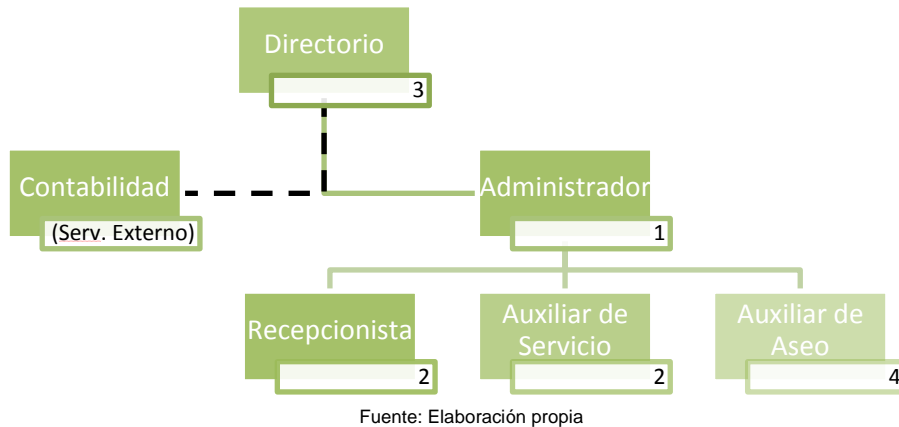 Directorio
3
Contabilidad
(Serv. Externo)
Administrador
1
Recepcionista
2
Auxiliar de
Servicio
2
Auxiliar de
Aseo
4
Fuente: Elaboración propia